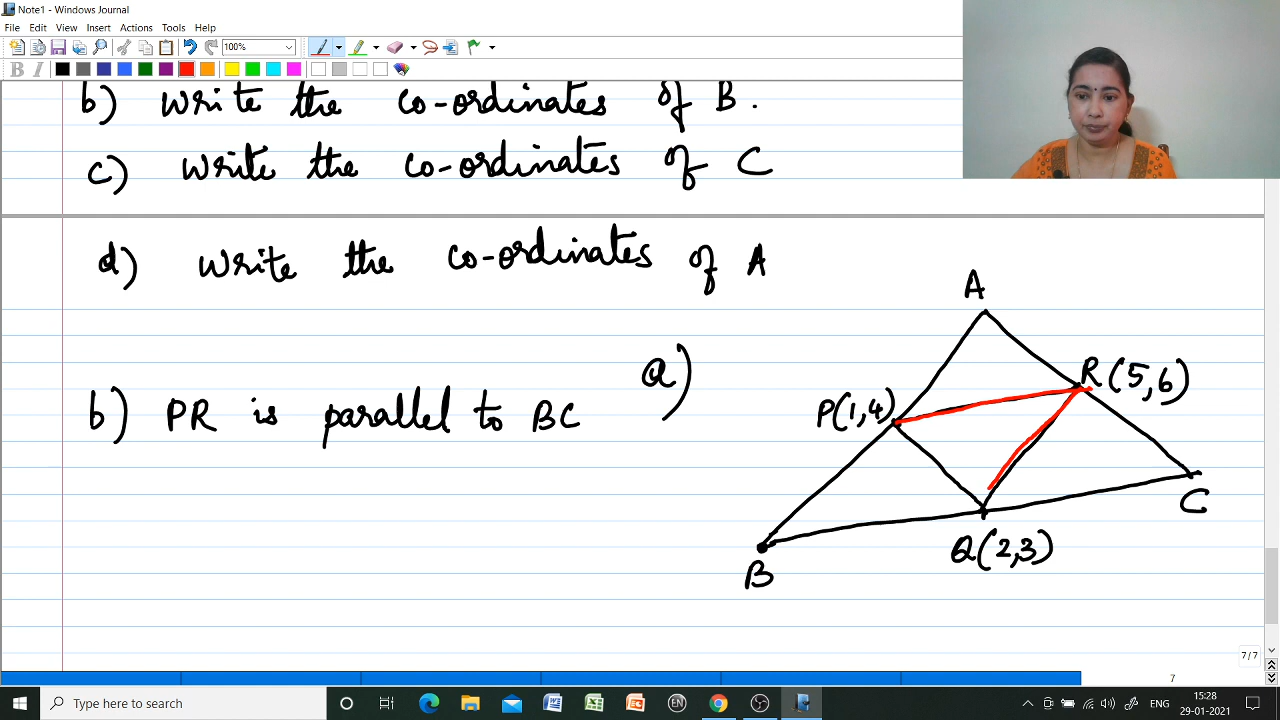 Note1 - Windows Journal
File Edit View Insert Actions Tools Help
100%
B I
b) Write the co-ordinates of B.
c) Write the co-ordinates of C
d) Write the co-ordinates of A
A
a)
R(5,6)
P(1,4)
b) PR is parallel to BC
C
Q(2,3)
B
7/7
7
Type here to search
EN
ENG
15:28
29-01-2021